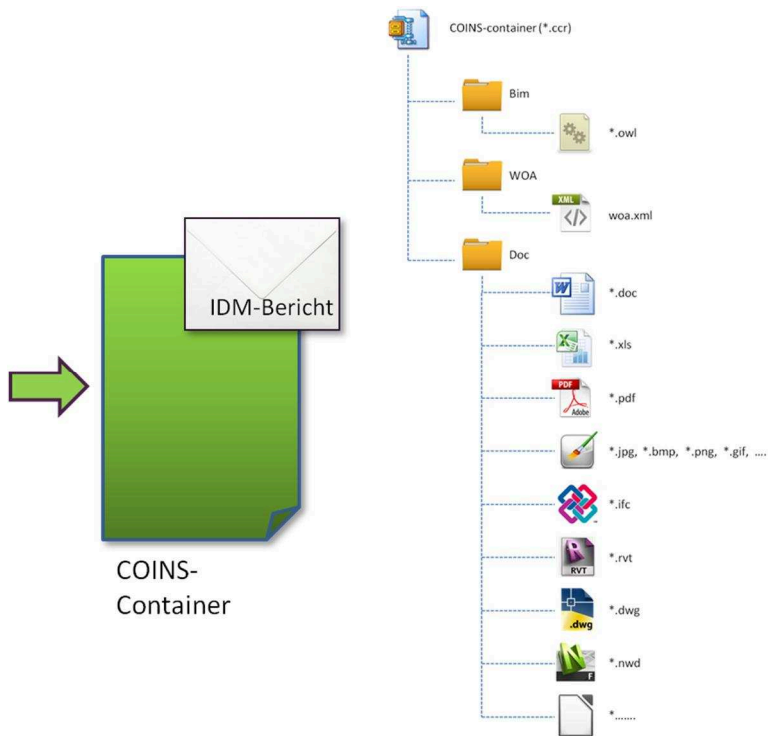 COINS-container (*.ccr)
Bim
*.owl
WOA
XML
woa.xml
Doc
*.doc
*.xls
PDF
Adobe
*.pdf
*.jpg, *.bmp, *.png, *.gif, ....
*.ifc
RVT
*.rvt
.dwg
*.dwg
F
*.nwd
*.......
IDM-Bericht
COINS-
Container